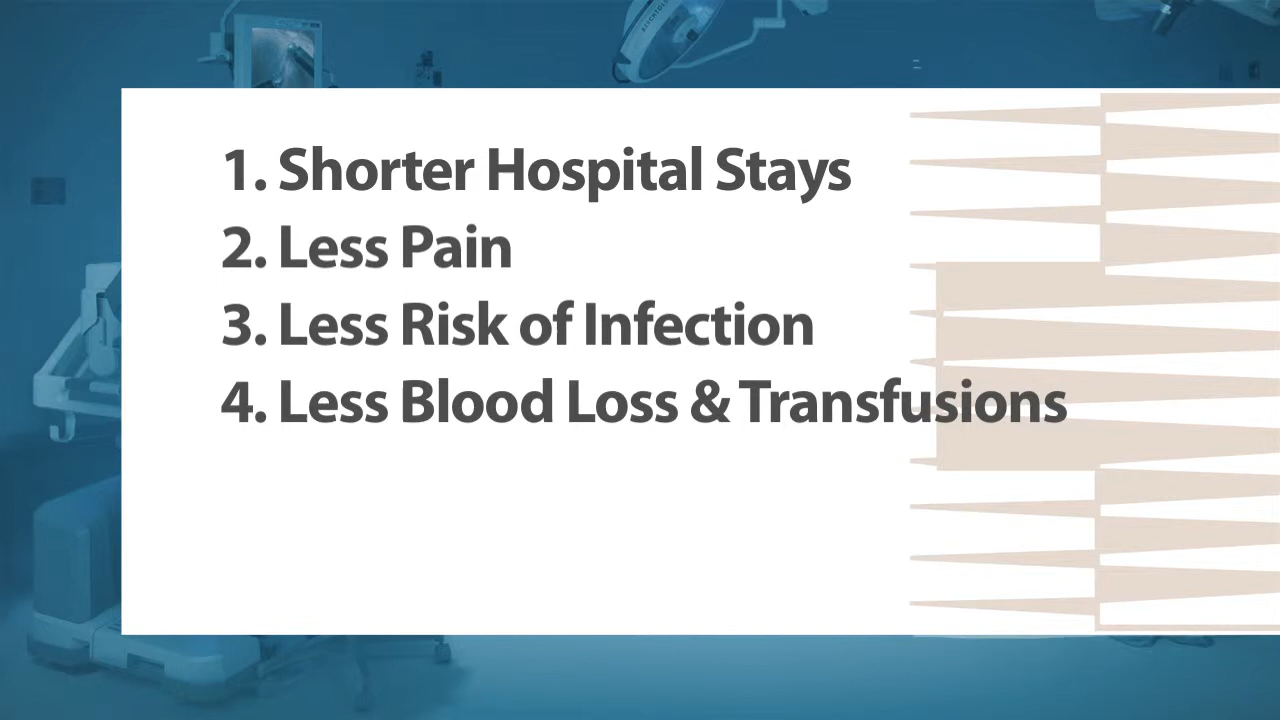 1. Shorter Hospital Stays
2. Less Pain
3. Less Risk of Infection
4. Less Blood Loss & Transfusions